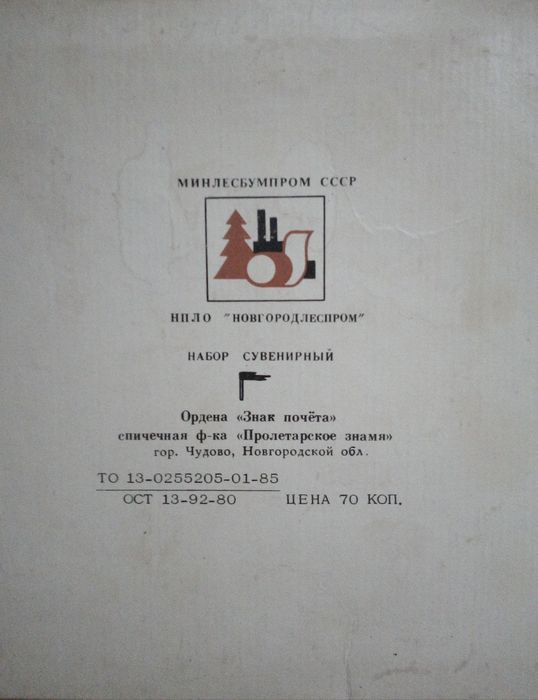 МИНЛЕСБУМПРОМ СССР
НПЛО "НОВГОРОДЛЕСПРОМ"
НАБОР СУВЕНИРНЫЙ
Ордена «Знак почёта»
спичечная ф-ка «Пролетарское знамя»
гор. Чудово, Новгородской обл.
ТО 13-0255205-01-85
ОСТ 13-92-80 ЦЕНА 70 КОП.